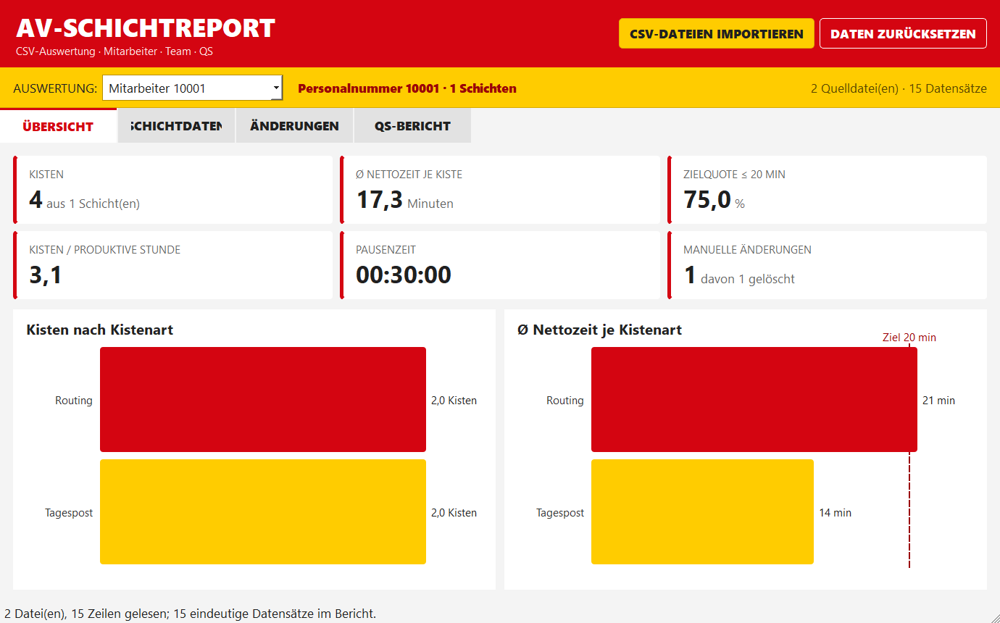 AV-SCHICHTREPORT
CSV-Auswertung · Mitarbeiter · Team · QS
CSV-DATEIEN IMPORTIEREN
DATEN ZURÜCKSETZEN
AUSWERTUNG: Mitarbeiter 10001
Personalnummer 10001 · 1 Schichten
2 Quelldatei(en) · 15 Datensätze
ÜBERSICHT
SCHICHTDATEN
ÄNDERUNGEN
QS-BERICHT
KISTEN
4 aus 1 Schicht(en)
Ø NETTOZEIT JE KISTE
17,3 Minuten
ZIELQUOTE ≤ 20 MIN
75,0 %
KISTEN / PRODUKTIVE STUNDE
3,1
PAUSENZEIT
00:30:00
MANUELLE ÄNDERUNGEN
1 davon 1 gelöscht
Kisten nach Kistenart
Routing
2,0 Kisten
Tagespost
2,0 Kisten
Ø Nettozeit je Kistenart
Ziel 20 min
Routing
21 min
Tagespost
14 min
2 Datei(en), 15 Zeilen gelesen; 15 eindeutige Datensätze im Bericht.